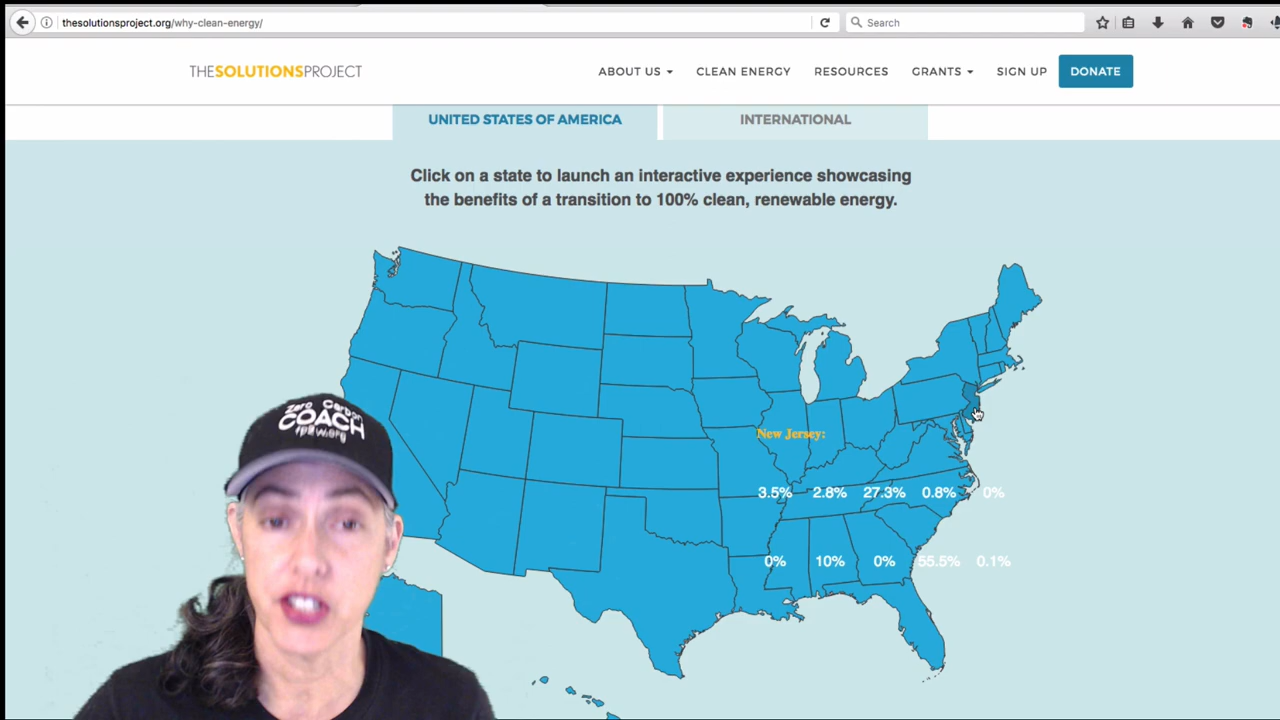 thesolutionsproject.org/why-clean-energy/
Search
THESOLUTIONSPROJECT
ABOUT US
CLEAN ENERGY
RESOURCES
GRANTS
SIGN UP
DONATE
UNITED STATES OF AMERICA
INTERNATIONAL
Click on a state to launch an interactive experience showcasing
the benefits of a transition to 100% clean, renewable energy.
New Jersey:
3.5% 2.8% 27.3% 0.8% 0%
0% 10% 0% 55.5% 0.1%
Zero Carbon
COACH